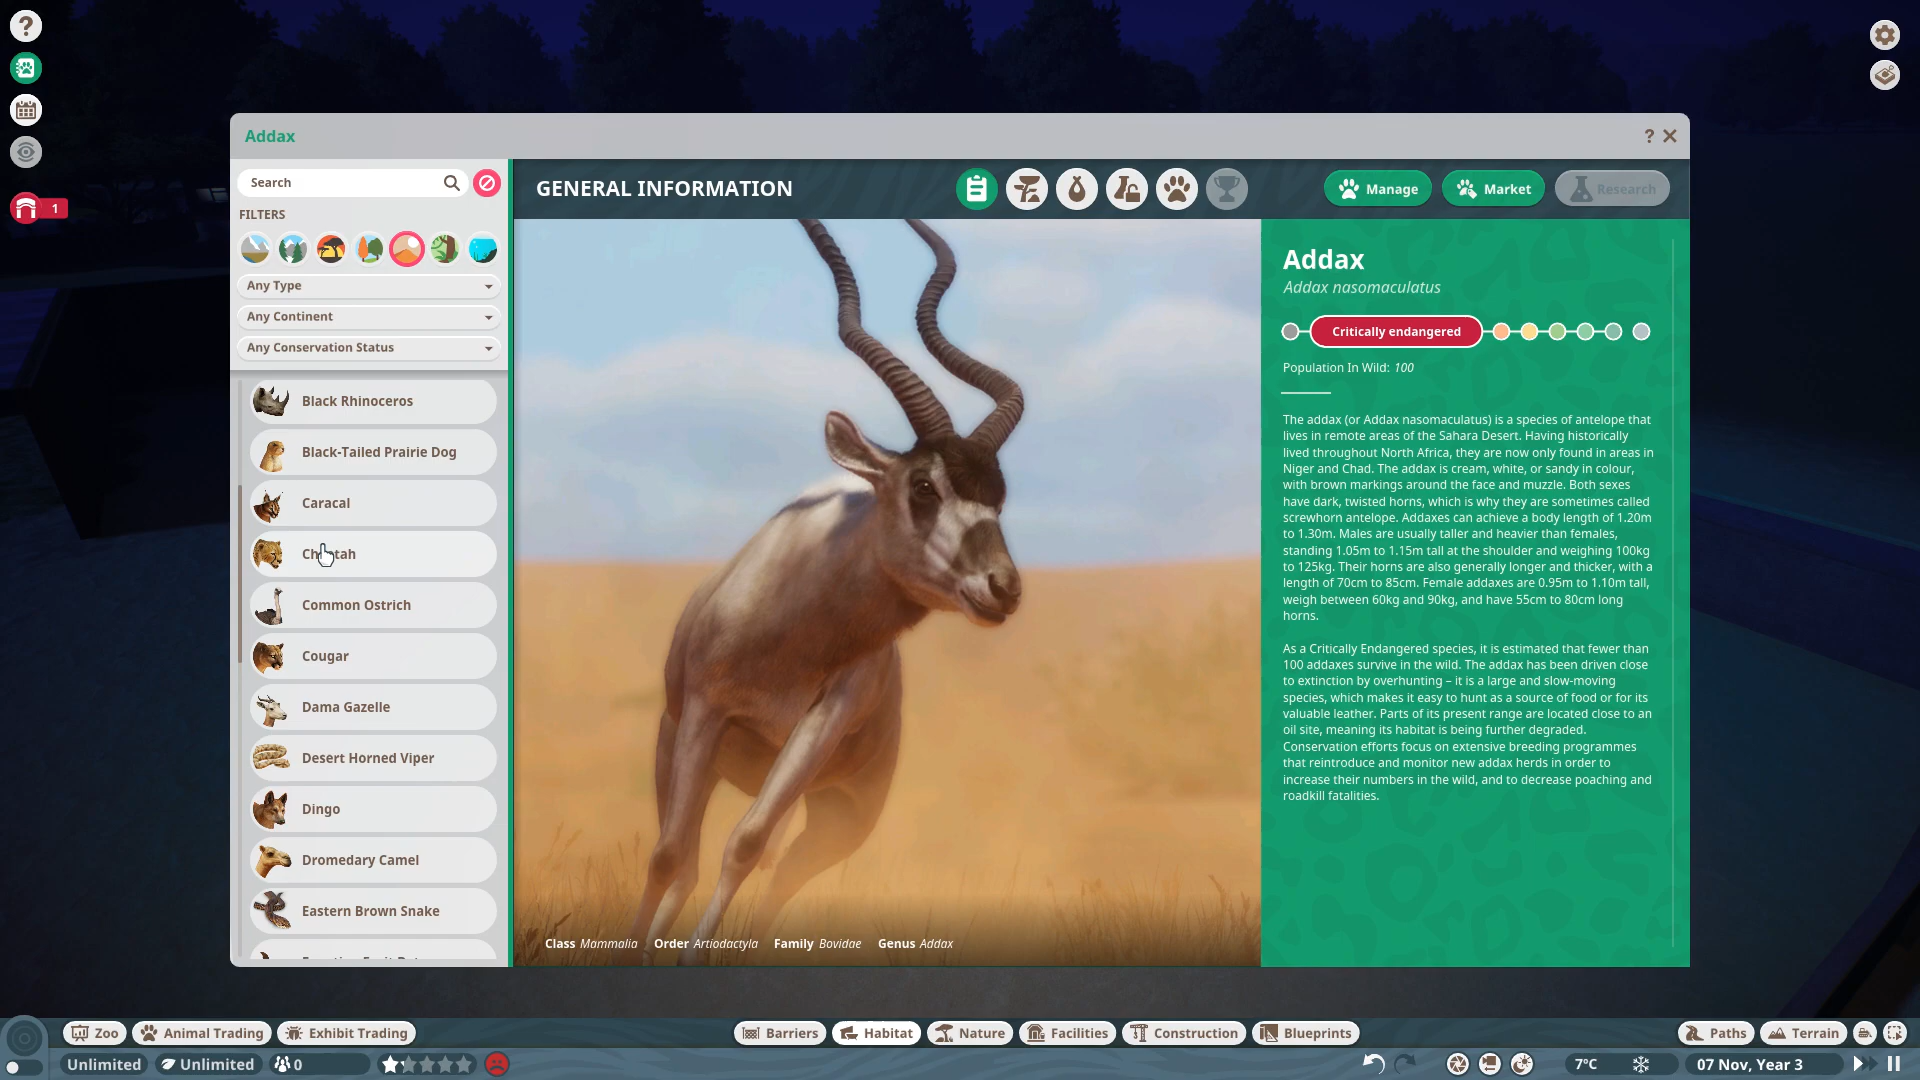 1
Addax
?
Search
FILTERS
Any Type
Any Continent
Any Conservation Status
Black Rhinoceros
Black-Tailed Prairie Dog
Caracal
Cheetah
Common Ostrich
Cougar
Dama Gazelle
Desert Horned Viper
Dingo
Dromedary Camel
Eastern Brown Snake
GENERAL INFORMATION
Manage
Market
Research
Class Mammalia Order Artiodactyla Family Bovidae Genus Addax
Addax
Addax nasomaculatus
Critically endangered
Population In Wild: 100
The addax (or Addax nasomaculatus) is a species of antelope that
lives in remote areas of the Sahara Desert. Having historically
lived throughout North Africa, they are now only found in areas in
Niger and Chad. The addax is cream, white, or sandy in colour,
with brown markings around the face and muzzle. Both sexes
have dark, twisted horns, which is why they are sometimes called
screwhorn antelope. Addaxes can achieve a body length of 1.20m
to 1.30m. Males are usually taller and heavier than females,
standing 1.05m to 1.15m tall at the shoulder and weighing 100kg
to 125kg. Their horns are also generally longer and thicker, with a
length of 70cm to 85cm. Female addaxes are 0.95m to 1.10m tall,
weigh between 60kg and 90kg, and have 55cm to 80cm long
horns.
As a Critically Endangered species, it is estimated that fewer than
100 addaxes survive in the wild. The addax has been driven close
to extinction by overhunting – it is a large and slow-moving
species, which makes it easy to hunt as a source of food or for its
valuable leather. Parts of its present range are located close to an
oil site, meaning its habitat is being further degraded.
Conservation efforts focus on extensive breeding programmes
that reintroduce and monitor new addax herds in order to
increase their numbers in the wild, and to decrease poaching and
roadkill fatalities.
Zoo
Animal Trading
Exhibit Trading
Barriers
Habitat
Nature
Facilities
Construction
Blueprints
Paths
Terrain
Unlimited
Unlimited
0
7°C
07 Nov, Year 3